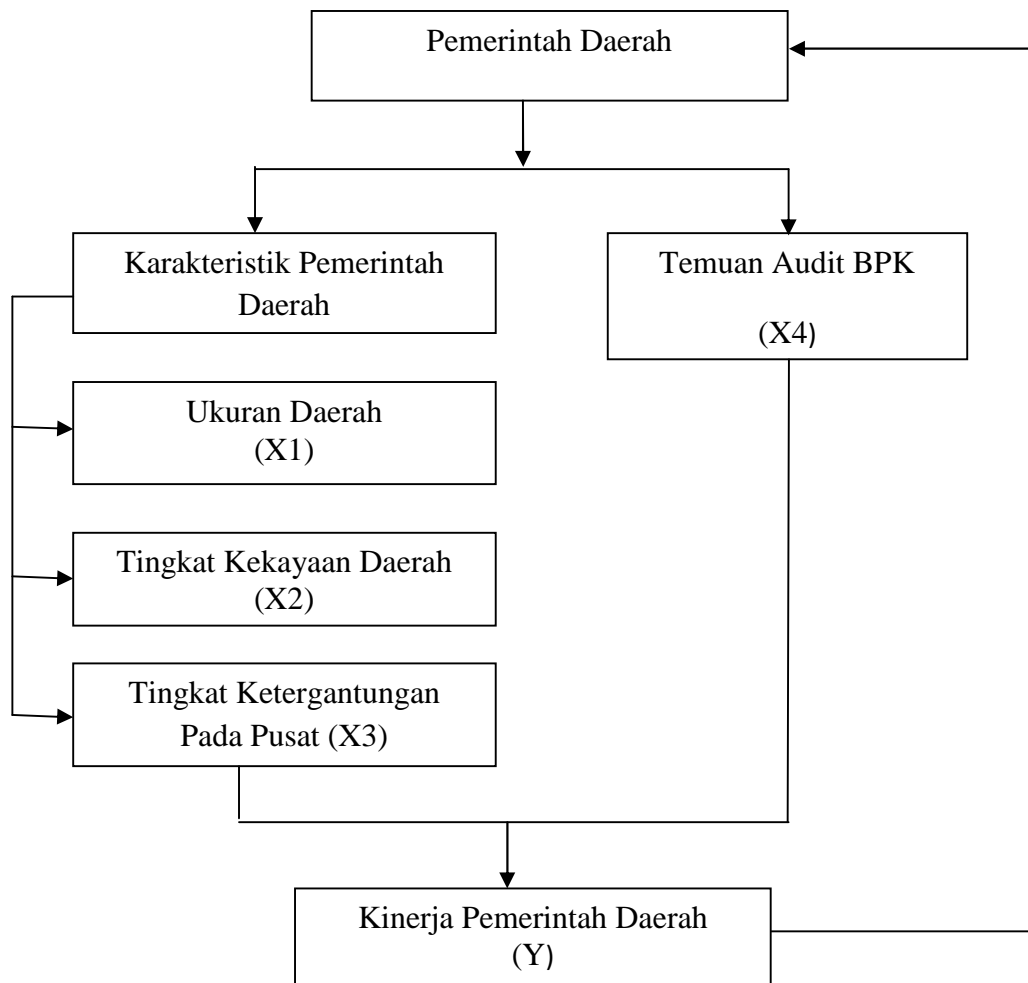 Pemerintah Daerah
Karakteristik Pemerintah
Daerah
Temuan Audit BPK
(X4)
Ukuran Daerah
(X1)
Tingkat Kekayaan Daerah
(X2)
Tingkat Ketergantungan
Pada Pusat (X3)
Kinerja Pemerintah Daerah
(Y)